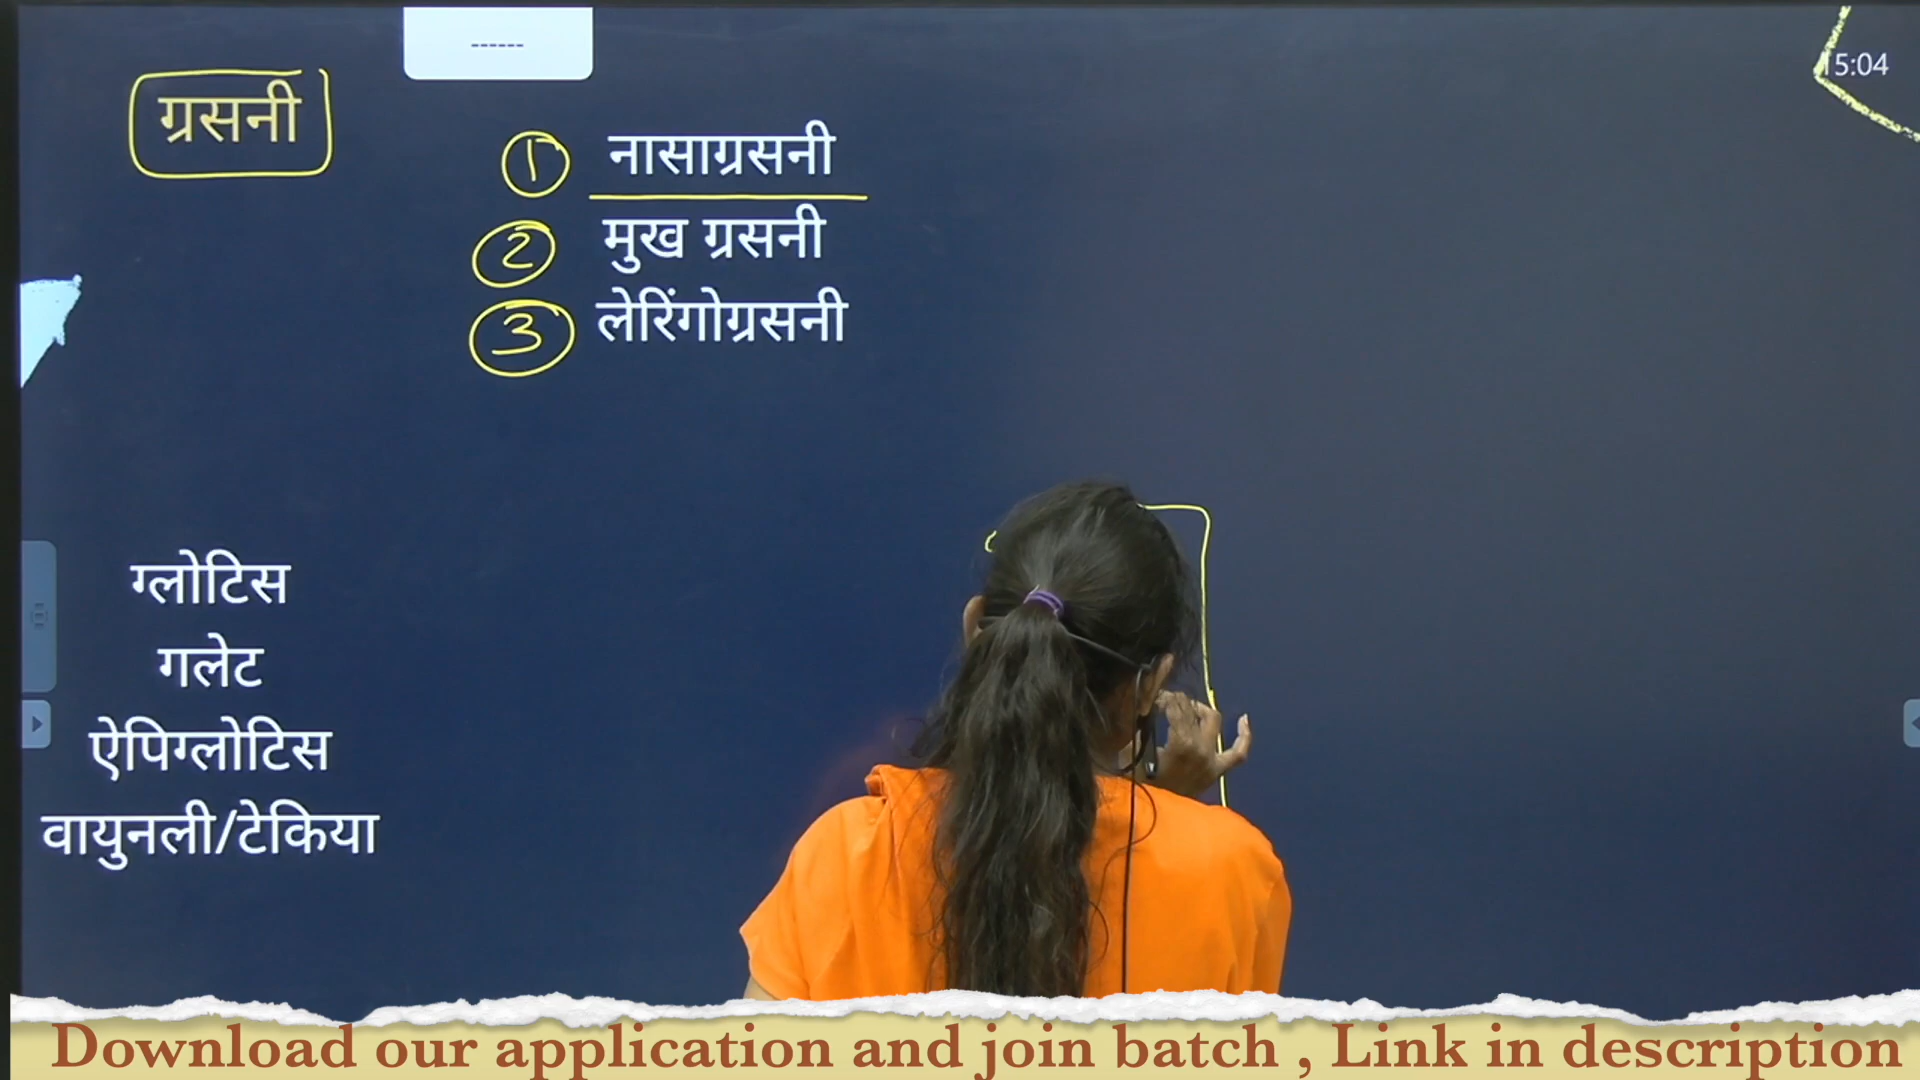 ------
15:04
ग्रसनी
1 नासाग्रसनी
2 मुख ग्रसनी
3 लेरिंगोग्रसनी
ग्लोटिस
गलेट
ऐपिग्लोटिस
वायुनली/टेकिया
Download our application and join batch , Link in description